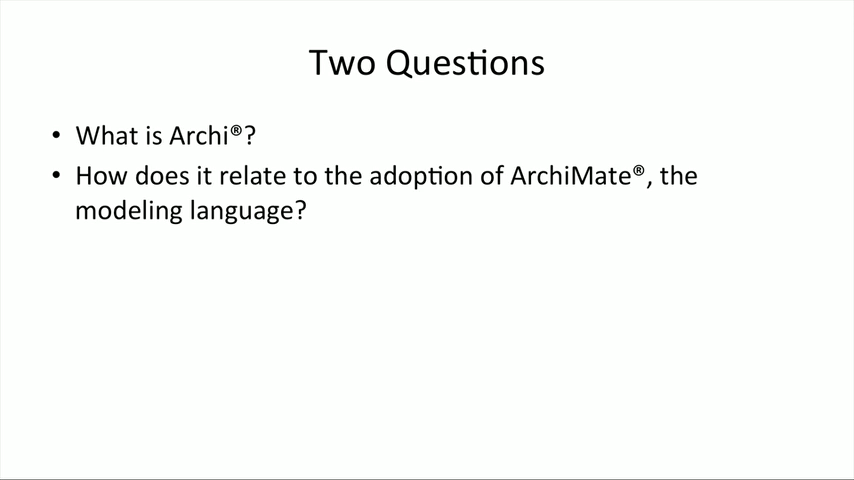 Two Questions
• What is Archi®?
• How does it relate to the adoption of ArchiMate®, the
modeling language?